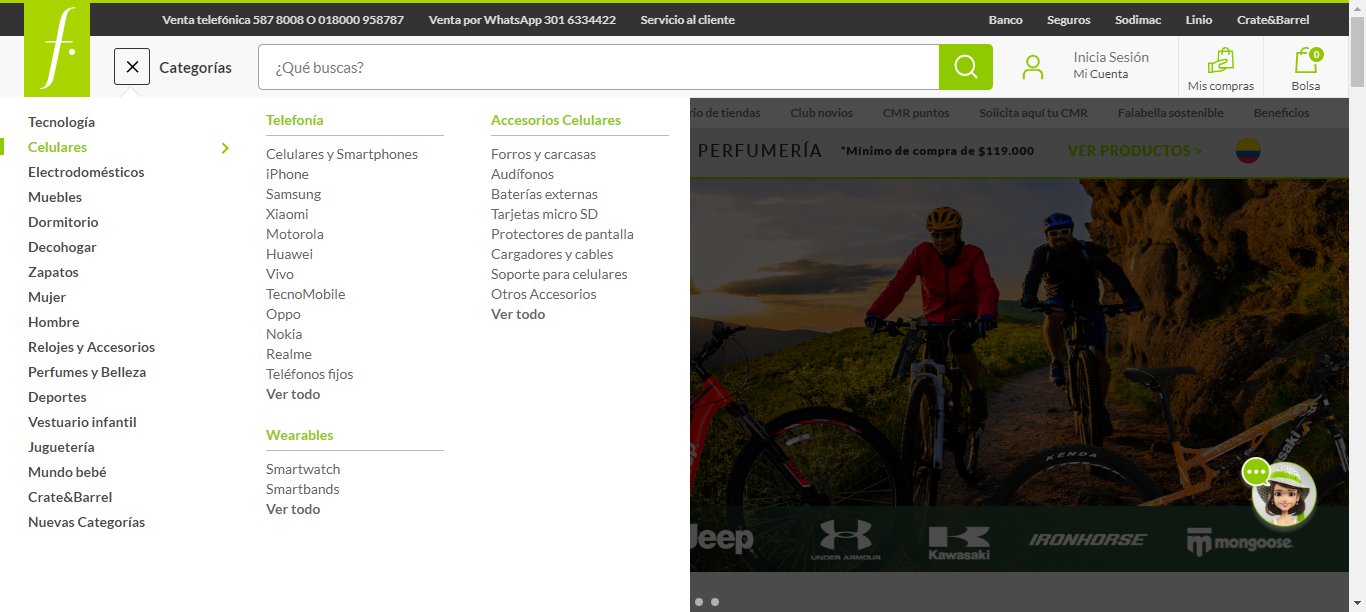 Venta telefónica 587 8008 O 018000 958787 Venta por WhatsApp 301 6334422 Servicio al cliente Banco Seguros Sodimac Linio Crate&Barrel
f.
Categorías ¿Qué buscas?
Inicia Sesión
Mi Cuenta
Mis compras
0
Bolsa
Tecnología
Celulares
Electrodomésticos
Muebles
Dormitorio
Decohogar
Zapatos
Mujer
Hombre
Relojes y Accesorios
Perfumes y Belleza
Deportes
Vestuario infantil
Juguetería
Mundo bebé
Crate&Barrel
Nuevas Categorías
Telefonía
Celulares y Smartphones
iPhone
Samsung
Xiaomi
Motorola
Huawei
Vivo
TecnoMobile
Oppo
Nokia
Realme
Teléfonos fijos
Ver todo
Wearables
Smartwatch
Smartbands
Ver todo
Accesorios Celulares
Forros y carcasas
Audífonos
Baterías externas
Tarjetas micro SD
Protectores de pantalla
Cargadores y cables
Soporte para celulares
Otros Accesorios
Ver todo
rio de tiendas Club novios CMR puntos Solicita aquí tu CMR Falabella sostenible Beneficios
PERFUMERÍA *Mínimo de compra de $119.000 VER PRODUCTOS >
KENDA
Jeep UNDER ARMOUR Kawasaki IRONHORSE mongoose